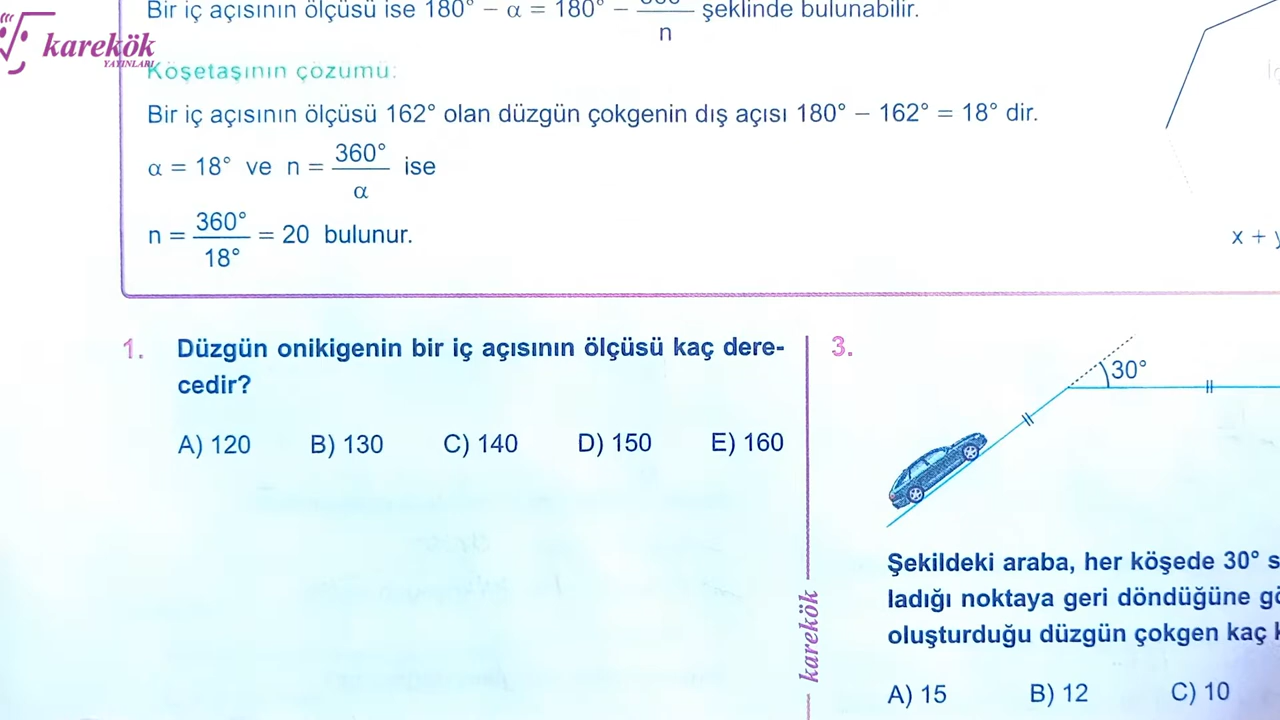 Bir iç açısının ölçüsü ise 180° – α = 180° – 360° / n şeklinde bulunabilir.
karekök
YAYINLARI
Köşetaşının çözümü:
Bir iç açısının ölçüsü 162° olan düzgün çokgenin dış açısı 180° – 162° = 18° dir.
α = 18° ve n = 360° / α ise
n = 360° / 18° = 20 bulunur.
x + y
1. Düzgün onikigenin bir iç açısının ölçüsü kaç dere-
cedir?
A) 120 B) 130 C) 140 D) 150 E) 160
karekök
3.
30°
Şekildeki araba, her köşede 30° s
ladığı noktaya geri döndüğüne gö
oluşturduğu düzgün çokgen kaç k
A) 15 B) 12 C) 10